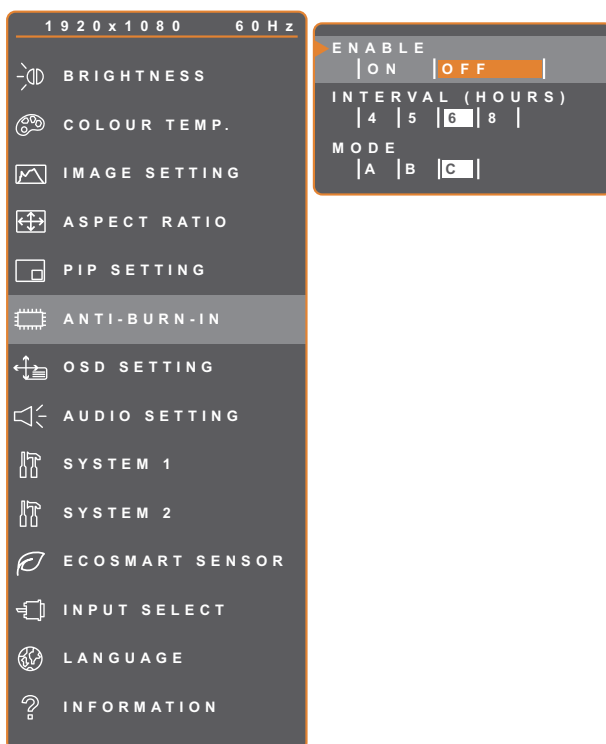 1920x1080 60Hz
BRIGHTNESS
COLOUR TEMP.
IMAGE SETTING
ASPECT RATIO
PIP SETTING
ANTI-BURN-IN
OSD SETTING
AUDIO SETTING
SYSTEM 1
SYSTEM 2
ECOSMART SENSOR
INPUT SELECT
LANGUAGE
INFORMATION
ENABLE
ON OFF
INTERVAL (HOURS)
4 5 6 8
MODE
A B C